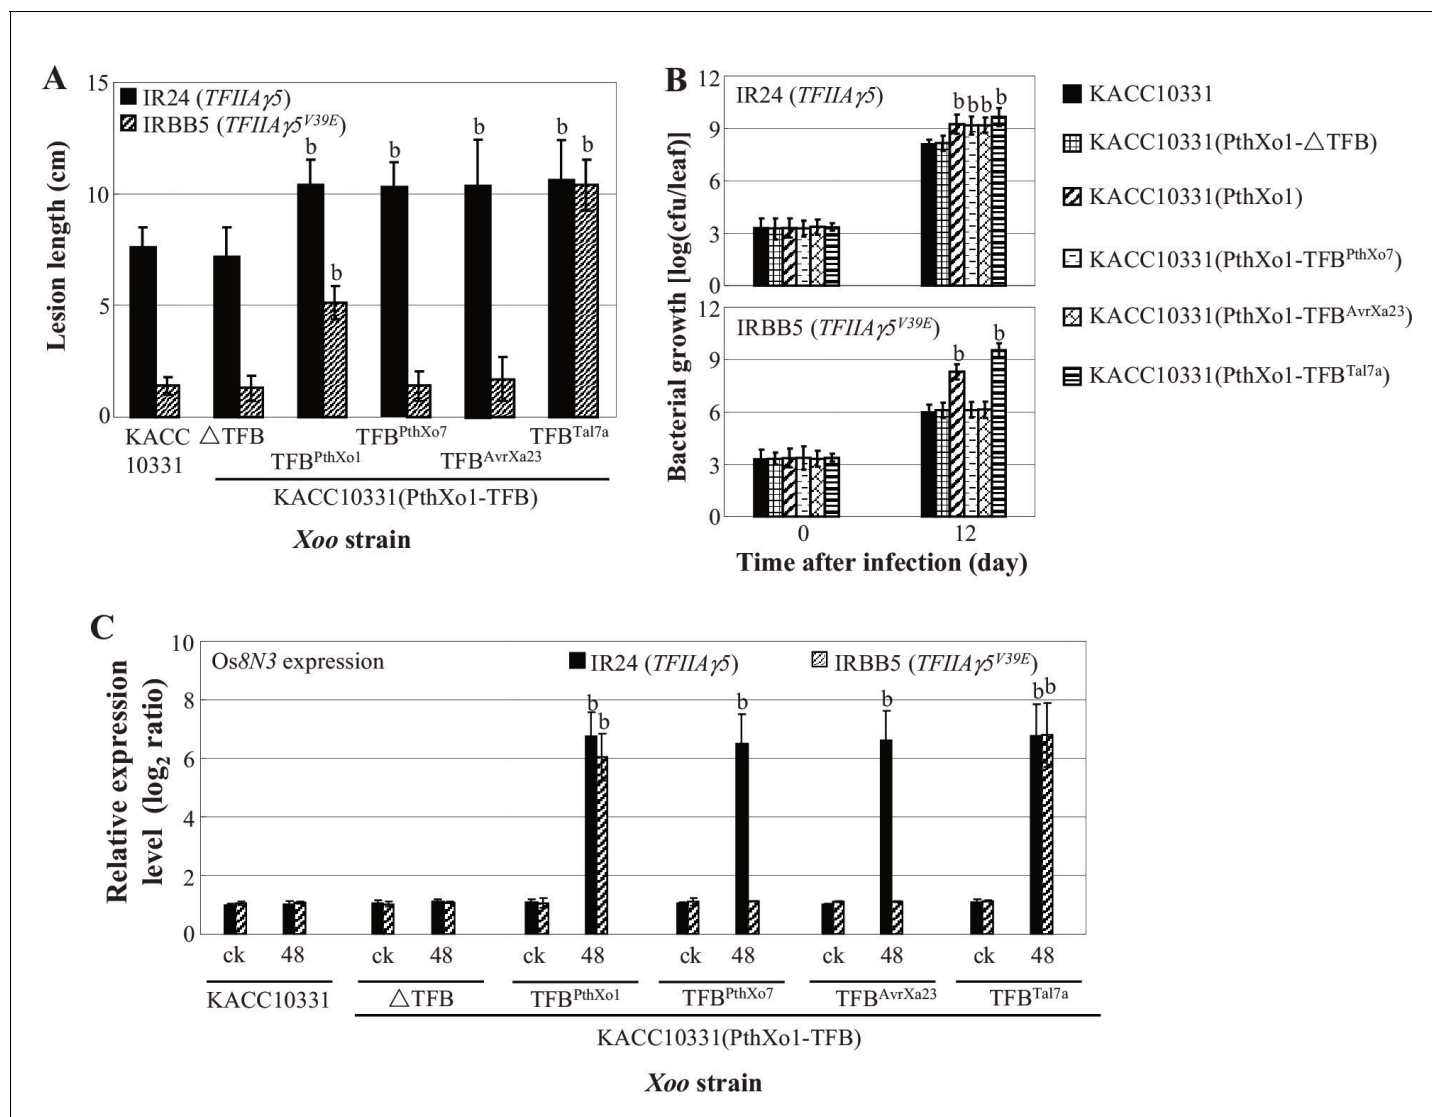 A
15
10
5
0
Lesion length (cm)
IR24 (TFIIAγ5)
IRBB5 (TFIIAγ5V39E)
b
b
b
b
b
b
KACC
10331
△TFB
TFBPthXo1
TFBPthXo7
TFBAvrXa23
TFBTal7a
KACC10331(PthXo1-TFB)
Xoo strain
B
Bacterial growth [log(cfu/leaf)]
12
9
6
3
0
IR24 (TFIIAγ5)
b b b b
12
9
6
3
0
IRBB5 (TFIIAγ5V39E)
b
b
0
12
Time after infection (day)
KACC10331
KACC10331(PthXo1-△TFB)
KACC10331(PthXo1)
KACC10331(PthXo1-TFBPthXo7)
KACC10331(PthXo1-TFBAvrXa23)
KACC10331(PthXo1-TFBTal7a)
C
Relative expression
level (log2 ratio)
10
8
6
4
2
0
Os8N3 expression
IR24 (TFIIAγ5)
IRBB5 (TFIIAγ5V39E)
b
b
b
b
b b
ck 48 ck 48 ck 48 ck 48 ck 48 ck 48
KACC10331
△TFB
TFBPthXo1
TFBPthXo7
TFBAvrXa23
TFBTal7a
KACC10331(PthXo1-TFB)
Xoo strain